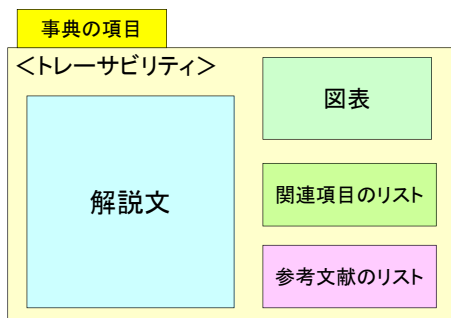 事典の項目
＜トレーサビリティ＞
図表
解説文
関連項目のリスト
参考文献のリスト